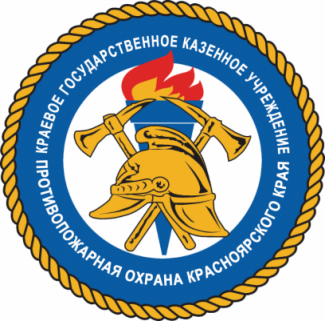 КРАЕВОЕ ГОСУДАРСТВЕННОЕ КАЗЕННОЕ УЧРЕЖДЕНИЕ
ПРОТИВОПОЖАРНАЯ ОХРАНА КРАСНОЯРСКОГО КРАЯ